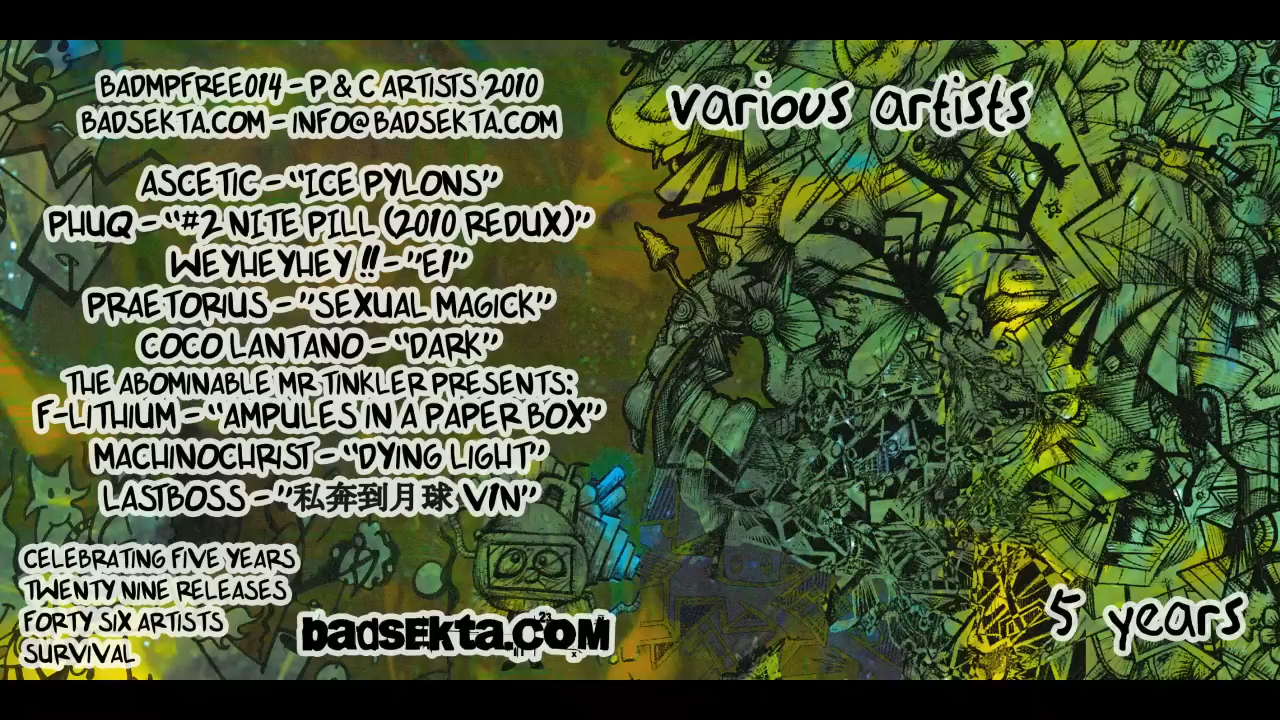 BADMPFREE014 - P & C ARTISTS 2010
BADSEKTA.COM - INFO@BADSEKTA.COM
ASCETIC - "ICE PYLONS"
PHUQ - "#2 NITE PILL (2010 REDUX)"
WEYHEYHEY !! - "E1"
PRAETORIUS - "SEXUAL MAGICK"
COCO LANTANO - "DARK"
THE ABOMINABLE MR TINKLER PRESENTS:
F-LITHIUM - "AMPULES IN A PAPER BOX"
MACHINOCHRIST - "DYING LIGHT"
LASTBOSS - "私奔到月球 V1N"
CELEBRATING FIVE YEARS
TWENTY NINE RELEASES
FORTY SIX ARTISTS
SURVIVAL
badsEkta.COM
23
various artists
5 years